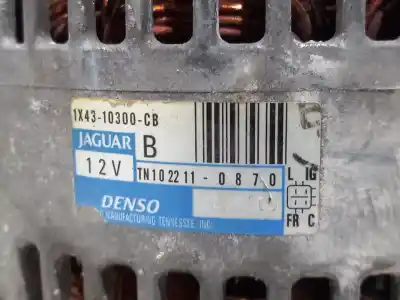 1X43-10300-CB
JAGUAR B
12V TN102211-0870 L IG
DENSO FR C
MANUFACTURING TENNESSEE, INC.